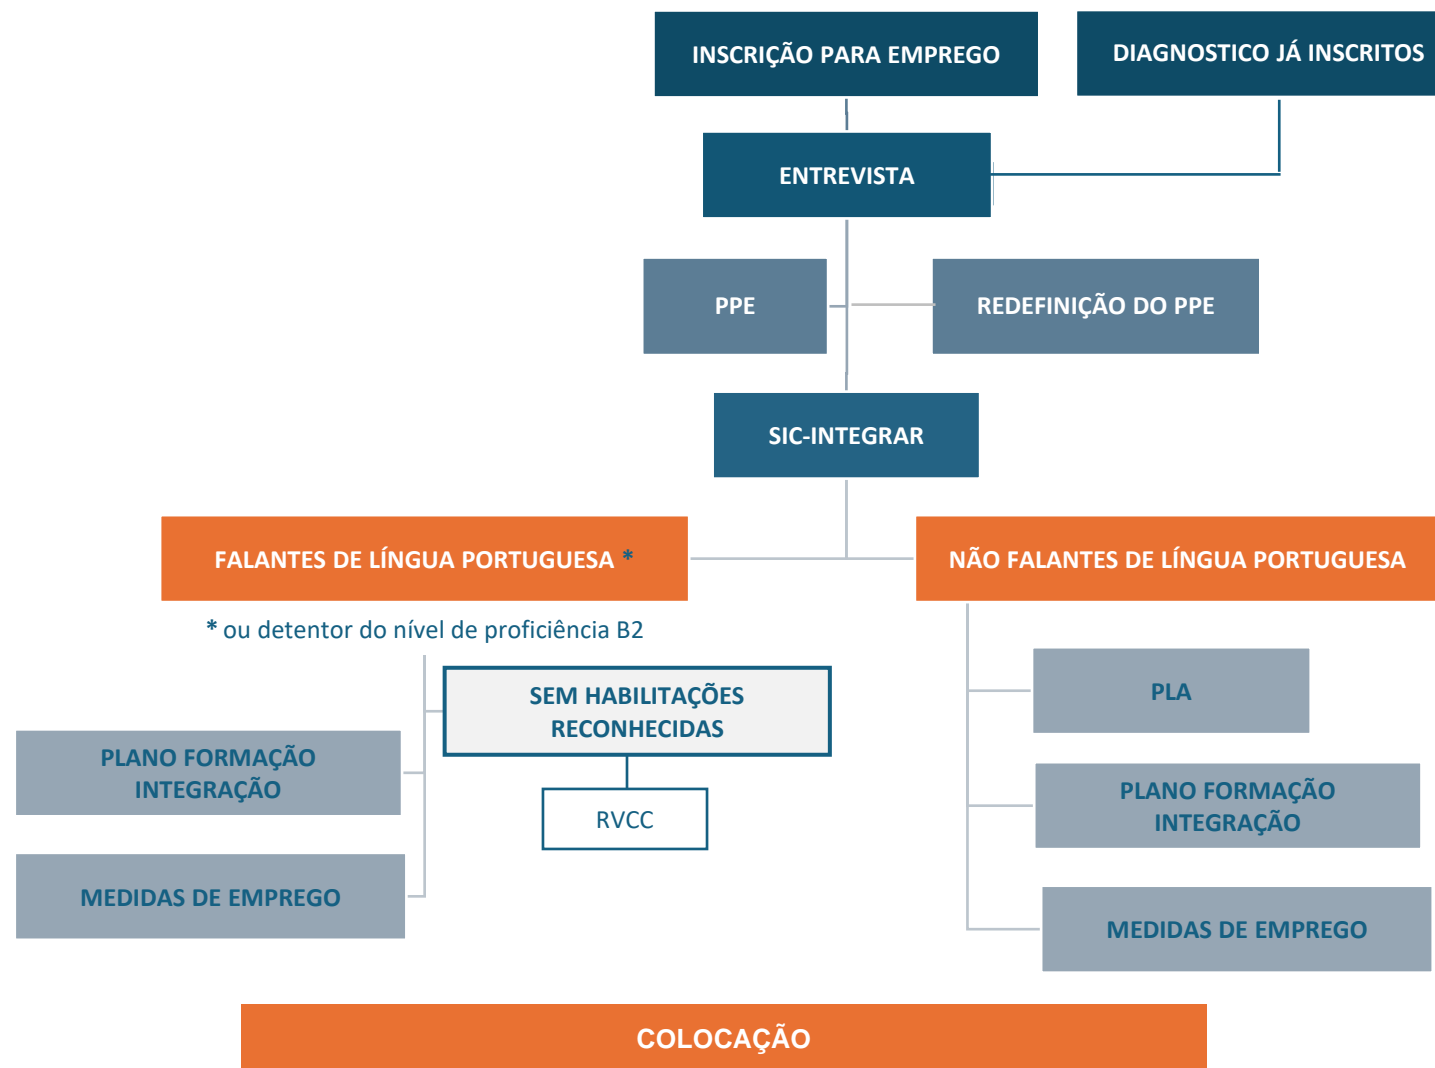 INSCRIÇÃO PARA EMPREGO
DIAGNOSTICO JÁ INSCRITOS
ENTREVISTA
PPE
REDEFINIÇÃO DO PPE
SIC-INTEGRAR
FALANTES DE LÍNGUA PORTUGUESA *
NÃO FALANTES DE LÍNGUA PORTUGUESA
* ou detentor do nível de proficiência B2
SEM HABILITAÇÕES
RECONHECIDAS
PLA
PLANO FORMAÇÃO
INTEGRAÇÃO
RVCC
PLANO FORMAÇÃO
INTEGRAÇÃO
MEDIDAS DE EMPREGO
MEDIDAS DE EMPREGO
COLOCAÇÃO